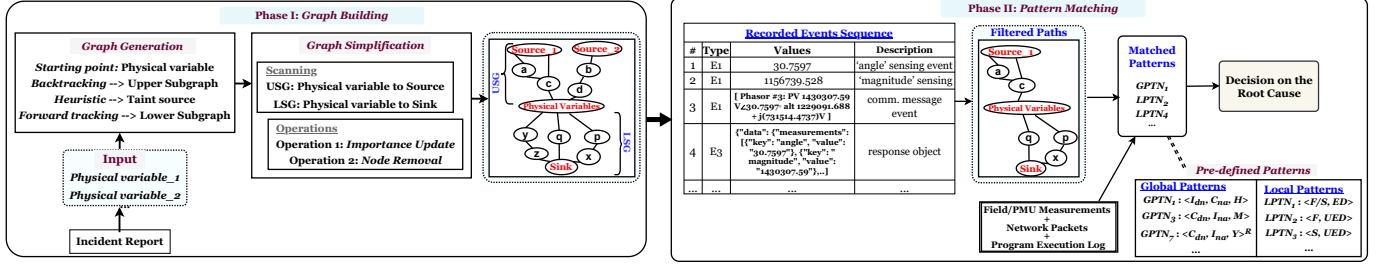 Phase I: Graph Building
Graph Generation
Starting point: Physical variable
Backtracking --> Upper Subgraph
Heuristic --> Taint source
Forward tracking --> Lower Subgraph
Input
Physical variable_1
Physical variable_2
Incident Report
Graph Simplification
Scanning
USG: Physical variable to Source
LSG: Physical variable to Sink
Operations
Operation 1: Importance Update
Operation 2: Node Removal
USG
LSG
Source_1
Source_2
a
b
c
d
Physical Variables
y
q
p
z
x
Sink
Phase II: Pattern Matching
Recorded Events Sequence
# Type Values Description
1 E1 30.7597 'angle' sensing event
2 E1 1156739.528 'magnitude' sensing
3 E1 [ Phasor #3: PV 1430307.59
V∠30.7597◦ alt 1229091.688
+ j(731514.4737)V ]
comm. message
event
4 E3 {"data": {"measurements":
[{"key": "angle", "value":
"30.7597"}, {"key": "
magnitude", "value":
"1430307.59"},..]
response object
... ... ... ...
Filtered Paths
Source_1
a
c
Physical Variables
q
p
x
Sink
Field/PMU Measurements
+
Network Packets
+
Program Execution Log
Matched
Patterns
GPTN1
LPTN2
LPTN4
...
Decision on the
Root Cause
Pre-defined Patterns
Global Patterns
GPTN1 : <Idn, Cna, H>
GPTN3 : <Cdn, Ina, M>
GPTN7 : <Cdn, Ina, Y>R
...
Local Patterns
LPTN1 : <F/S, ED>
LPTN2 : <F, UED>
LPTN3 : <S, UED>
...